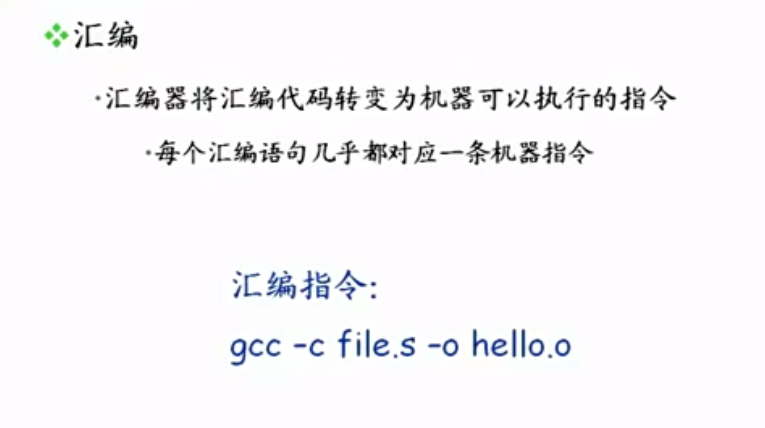 汇编
·汇编器将汇编代码转变为机器可以执行的指令
·每个汇编语句几乎都对应一条机器指令
汇编指令:
gcc -c file.s -o hello.o